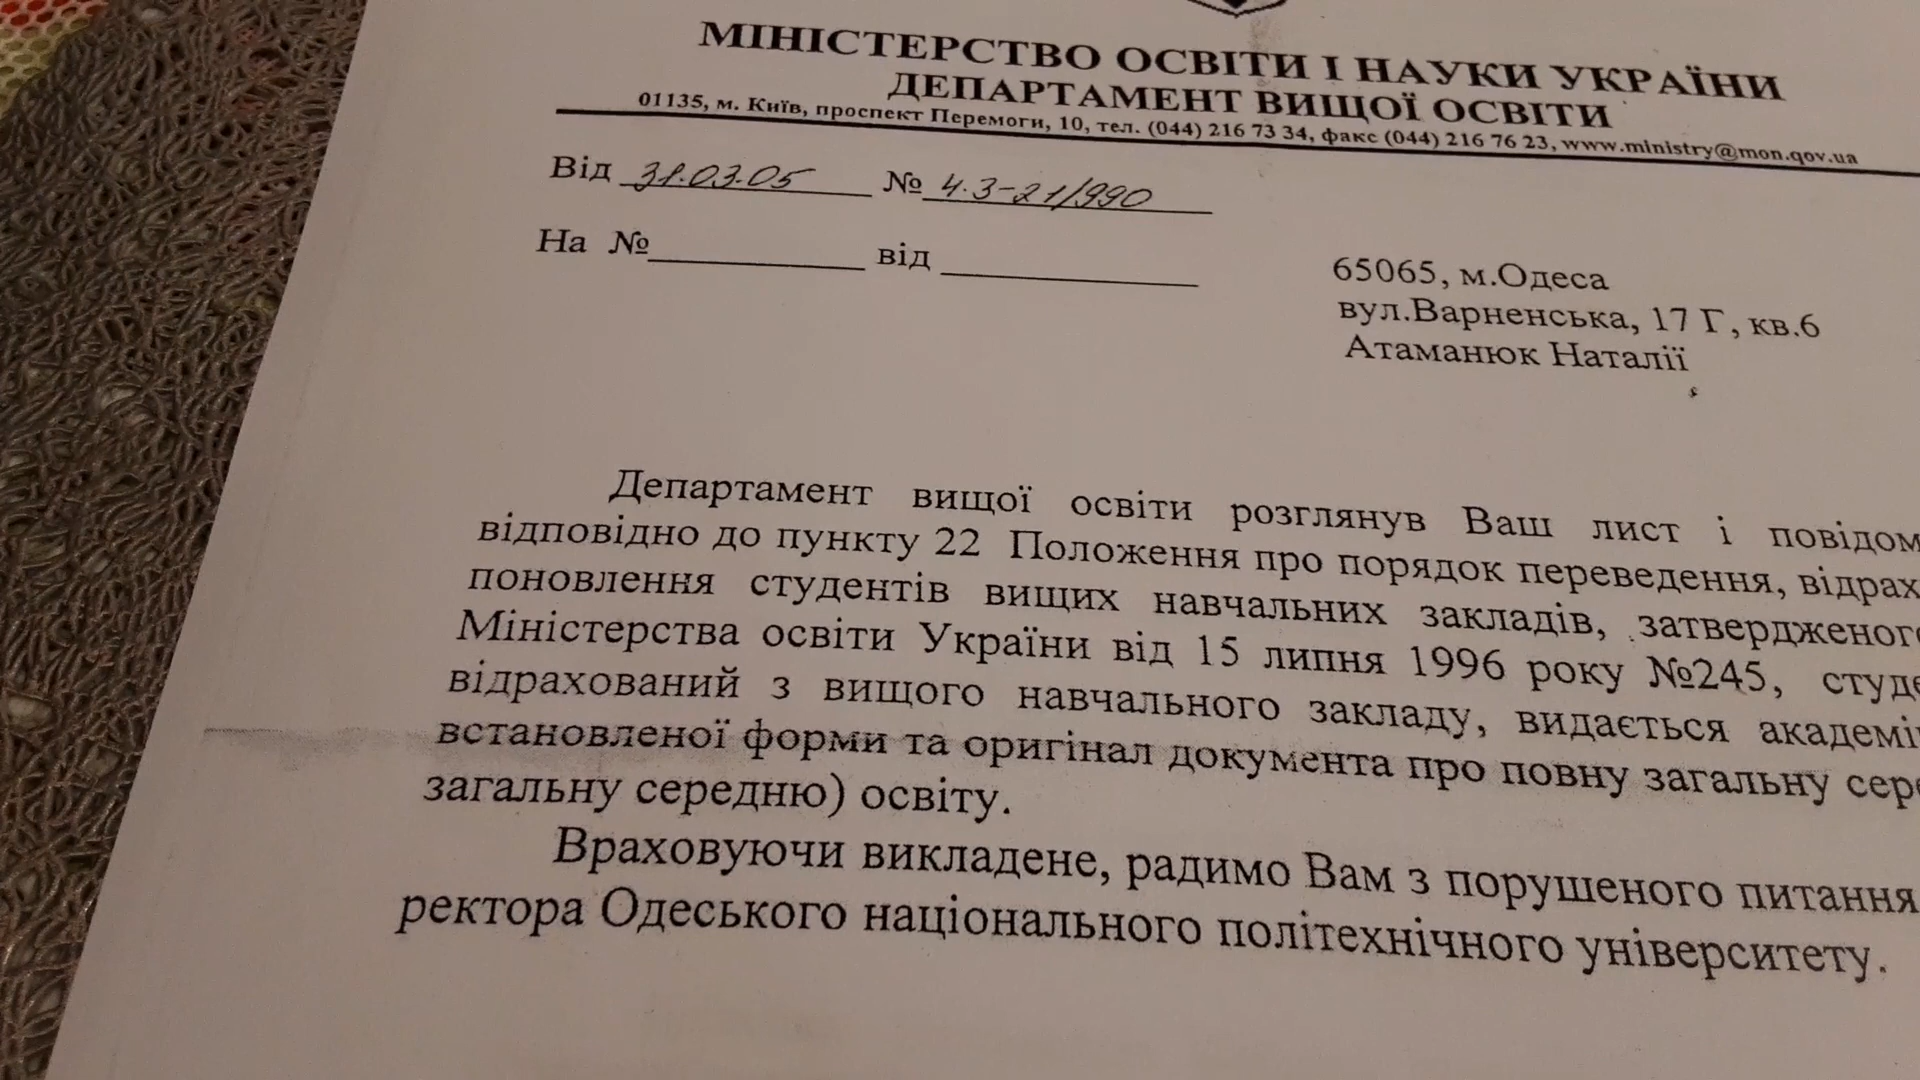 МІНІСТЕРСТВО ОСВІТИ І НАУКИ УКРАЇНИ
ДЕПАРТАМЕНТ ВИЩОЇ ОСВІТИ
01135, м. Київ, проспект Перемоги, 10, тел. (044) 216 73 34, факс (044) 216 76 23, www.ministry@mon.qov.ua
Від 31.03.05 № 4.3-21/990
На № від
65065, м.Одеса
вул.Варненська, 17 Г, кв.6
Атаманюк Наталії
Департамент вищої освіти розглянув Ваш лист і повідом
відповідно до пункту 22 Положення про порядок переведення, відрах
поновлення студентів вищих навчальних закладів, затвердженог
Міністерства освіти України від 15 липня 1996 року №245, студе
відрахований з вищого навчального закладу, видається академі
встановленої форми та оригінал документа про повну загальну сере
загальну середню) освіту.
Враховуючи викладене, радимо Вам з порушеного питання
ректора Одеського національного політехнічного університету.